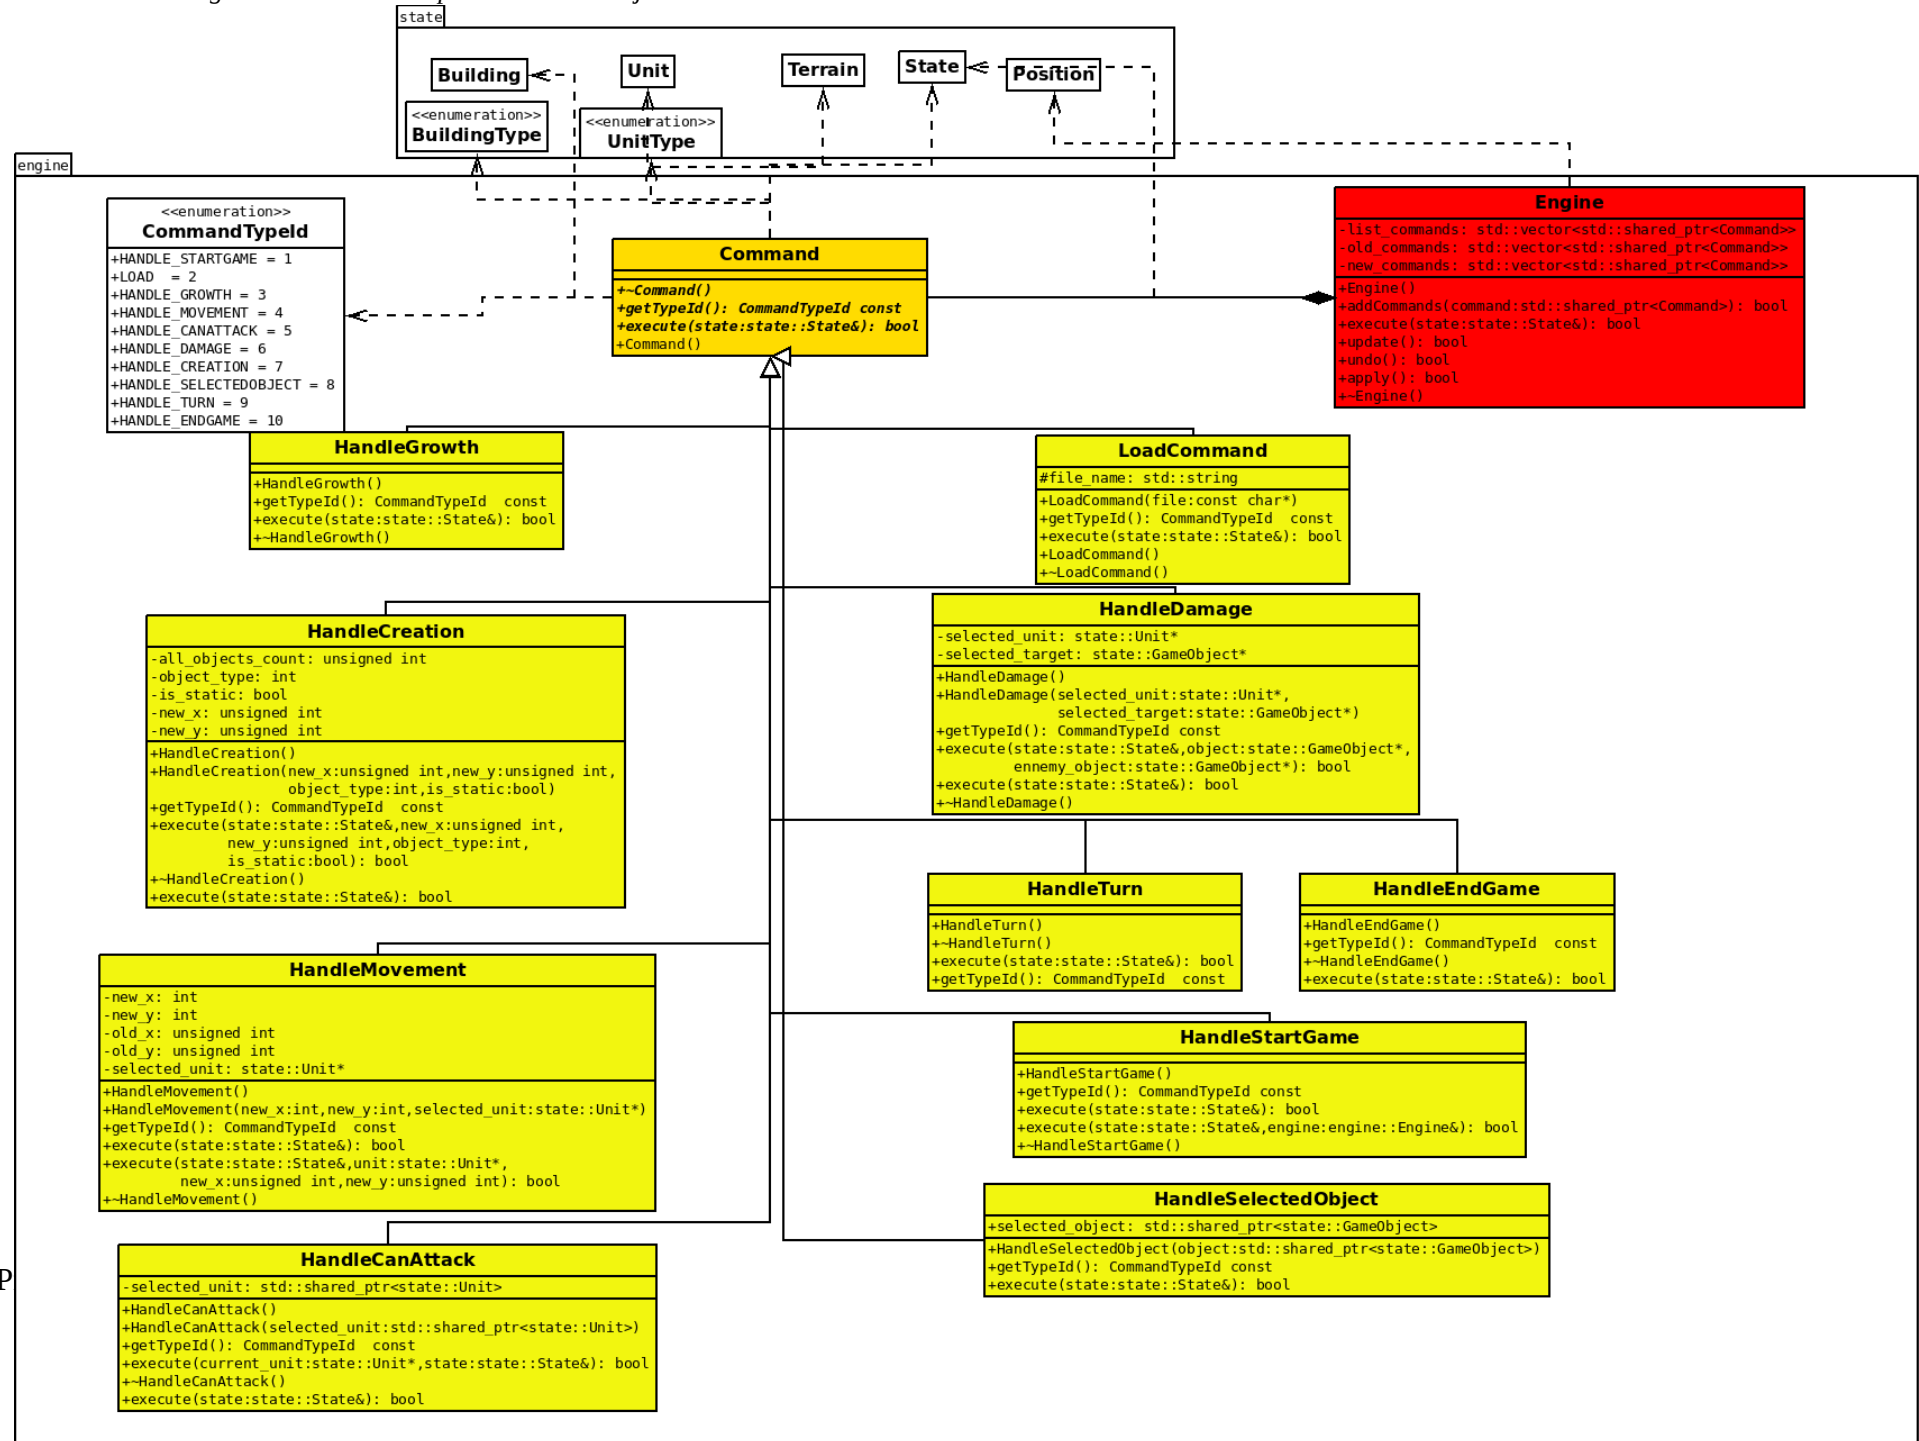 state
Building
Unit
Terrain
State
Position
<<enumeration>>
BuildingType
<<enumeration>>
UnitType
engine
<<enumeration>>
CommandTypeId
+HANDLE_STARTGAME = 1
+LOAD  = 2
+HANDLE_GROWTH = 3
+HANDLE_MOVEMENT = 4
+HANDLE_CANATTACK = 5
+HANDLE_DAMAGE = 6
+HANDLE_CREATION = 7
+HANDLE_SELECTEDOBJECT = 8
+HANDLE_TURN = 9
+HANDLE_ENDGAME = 10
Command
+~Command()
+getTypeId(): CommandTypeId const
+execute(state:state::State&): bool
+Command()
Engine
-list_commands: std::vector<std::shared_ptr<Command>>
-old_commands: std::vector<std::shared_ptr<Command>>
-new_commands: std::vector<std::shared_ptr<Command>>
+Engine()
+addCommands(command:std::shared_ptr<Command>): bool
+execute(state:state::State&): bool
+update(): bool
+undo(): bool
+apply(): bool
+~Engine()
HandleGrowth
+HandleGrowth()
+getTypeId(): CommandTypeId  const
+execute(state:state::State&): bool
+~HandleGrowth()
LoadCommand
#file_name: std::string
+LoadCommand(file:const char*)
+getTypeId(): CommandTypeId  const
+execute(state:state::State&): bool
+LoadCommand()
+~LoadCommand()
HandleCreation
-all_objects_count: unsigned int
-object_type: int
-is_static: bool
-new_x: unsigned int
-new_y: unsigned int
+HandleCreation()
+HandleCreation(new_x:unsigned int,new_y:unsigned int,
object_type:int,is_static:bool)
+getTypeId(): CommandTypeId  const
+execute(state:state::State&,new_x:unsigned int,
new_y:unsigned int,object_type:int,
is_static:bool): bool
+~HandleCreation()
+execute(state:state::State&): bool
HandleDamage
-selected_unit: state::Unit*
-selected_target: state::GameObject*
+HandleDamage()
+HandleDamage(selected_unit:state::Unit*,
selected_target:state::GameObject*)
+getTypeId(): CommandTypeId const
+execute(state:state::State&,object:state::GameObject*,
ennemy_object:state::GameObject*): bool
+execute(state:state::State&): bool
+~HandleDamage()
HandleTurn
+HandleTurn()
+~HandleTurn()
+execute(state:state::State&): bool
+getTypeId(): CommandTypeId  const
HandleEndGame
+HandleEndGame()
+getTypeId(): CommandTypeId  const
+~HandleEndGame()
+execute(state:state::State&): bool
HandleMovement
-new_x: int
-new_y: int
-old_x: unsigned int
-old_y: unsigned int
-selected_unit: state::Unit*
+HandleMovement()
+HandleMovement(new_x:int,new_y:int,selected_unit:state::Unit*)
+getTypeId(): CommandTypeId  const
+execute(state:state::State&): bool
+execute(state:state::State&,unit:state::Unit*,
new_x:unsigned int,new_y:unsigned int): bool
+~HandleMovement()
HandleStartGame
+HandleStartGame()
+getTypeId(): CommandTypeId const
+execute(state:state::State&): bool
+execute(state:state::State&,engine:engine::Engine&): bool
+~HandleStartGame()
HandleSelectedObject
+selected_object: std::shared_ptr<state::GameObject>
+HandleSelectedObject(object:std::shared_ptr<state::GameObject>)
+getTypeId(): CommandTypeId const
+execute(state:state::State&): bool
P
HandleCanAttack
-selected_unit: std::shared_ptr<state::Unit>
+HandleCanAttack()
+HandleCanAttack(selected_unit:std::shared_ptr<state::Unit>)
+getTypeId(): CommandTypeId  const
+execute(current_unit:state::Unit*,state:state::State&): bool
+~HandleCanAttack()
+execute(state:state::State&): bool